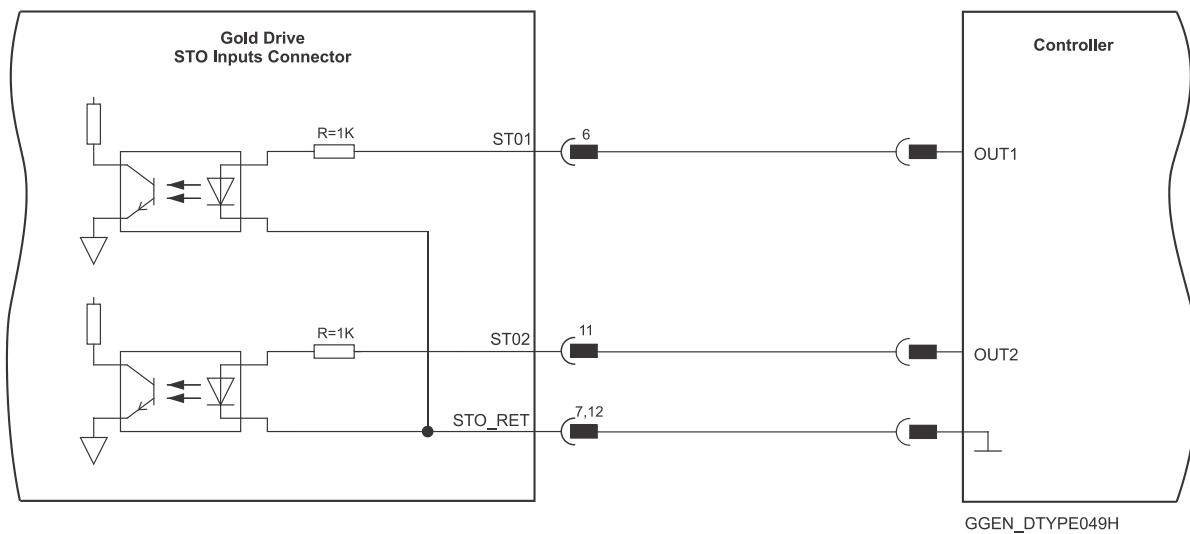 Gold Drive
STO Inputs Connector
Controller
R=1K
ST01
6
OUT1
R=1K
ST02
11
OUT2
STO_RET
7,12
GGEN_DTYPE049H